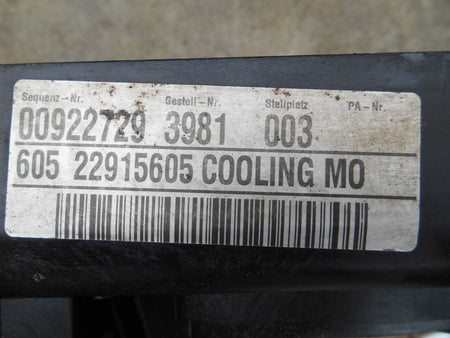 Sequenz-Nr. Gestell-Nr. Stellplatz PA-Nr.
00922729 3981 003
605 22915605 COOLING MO